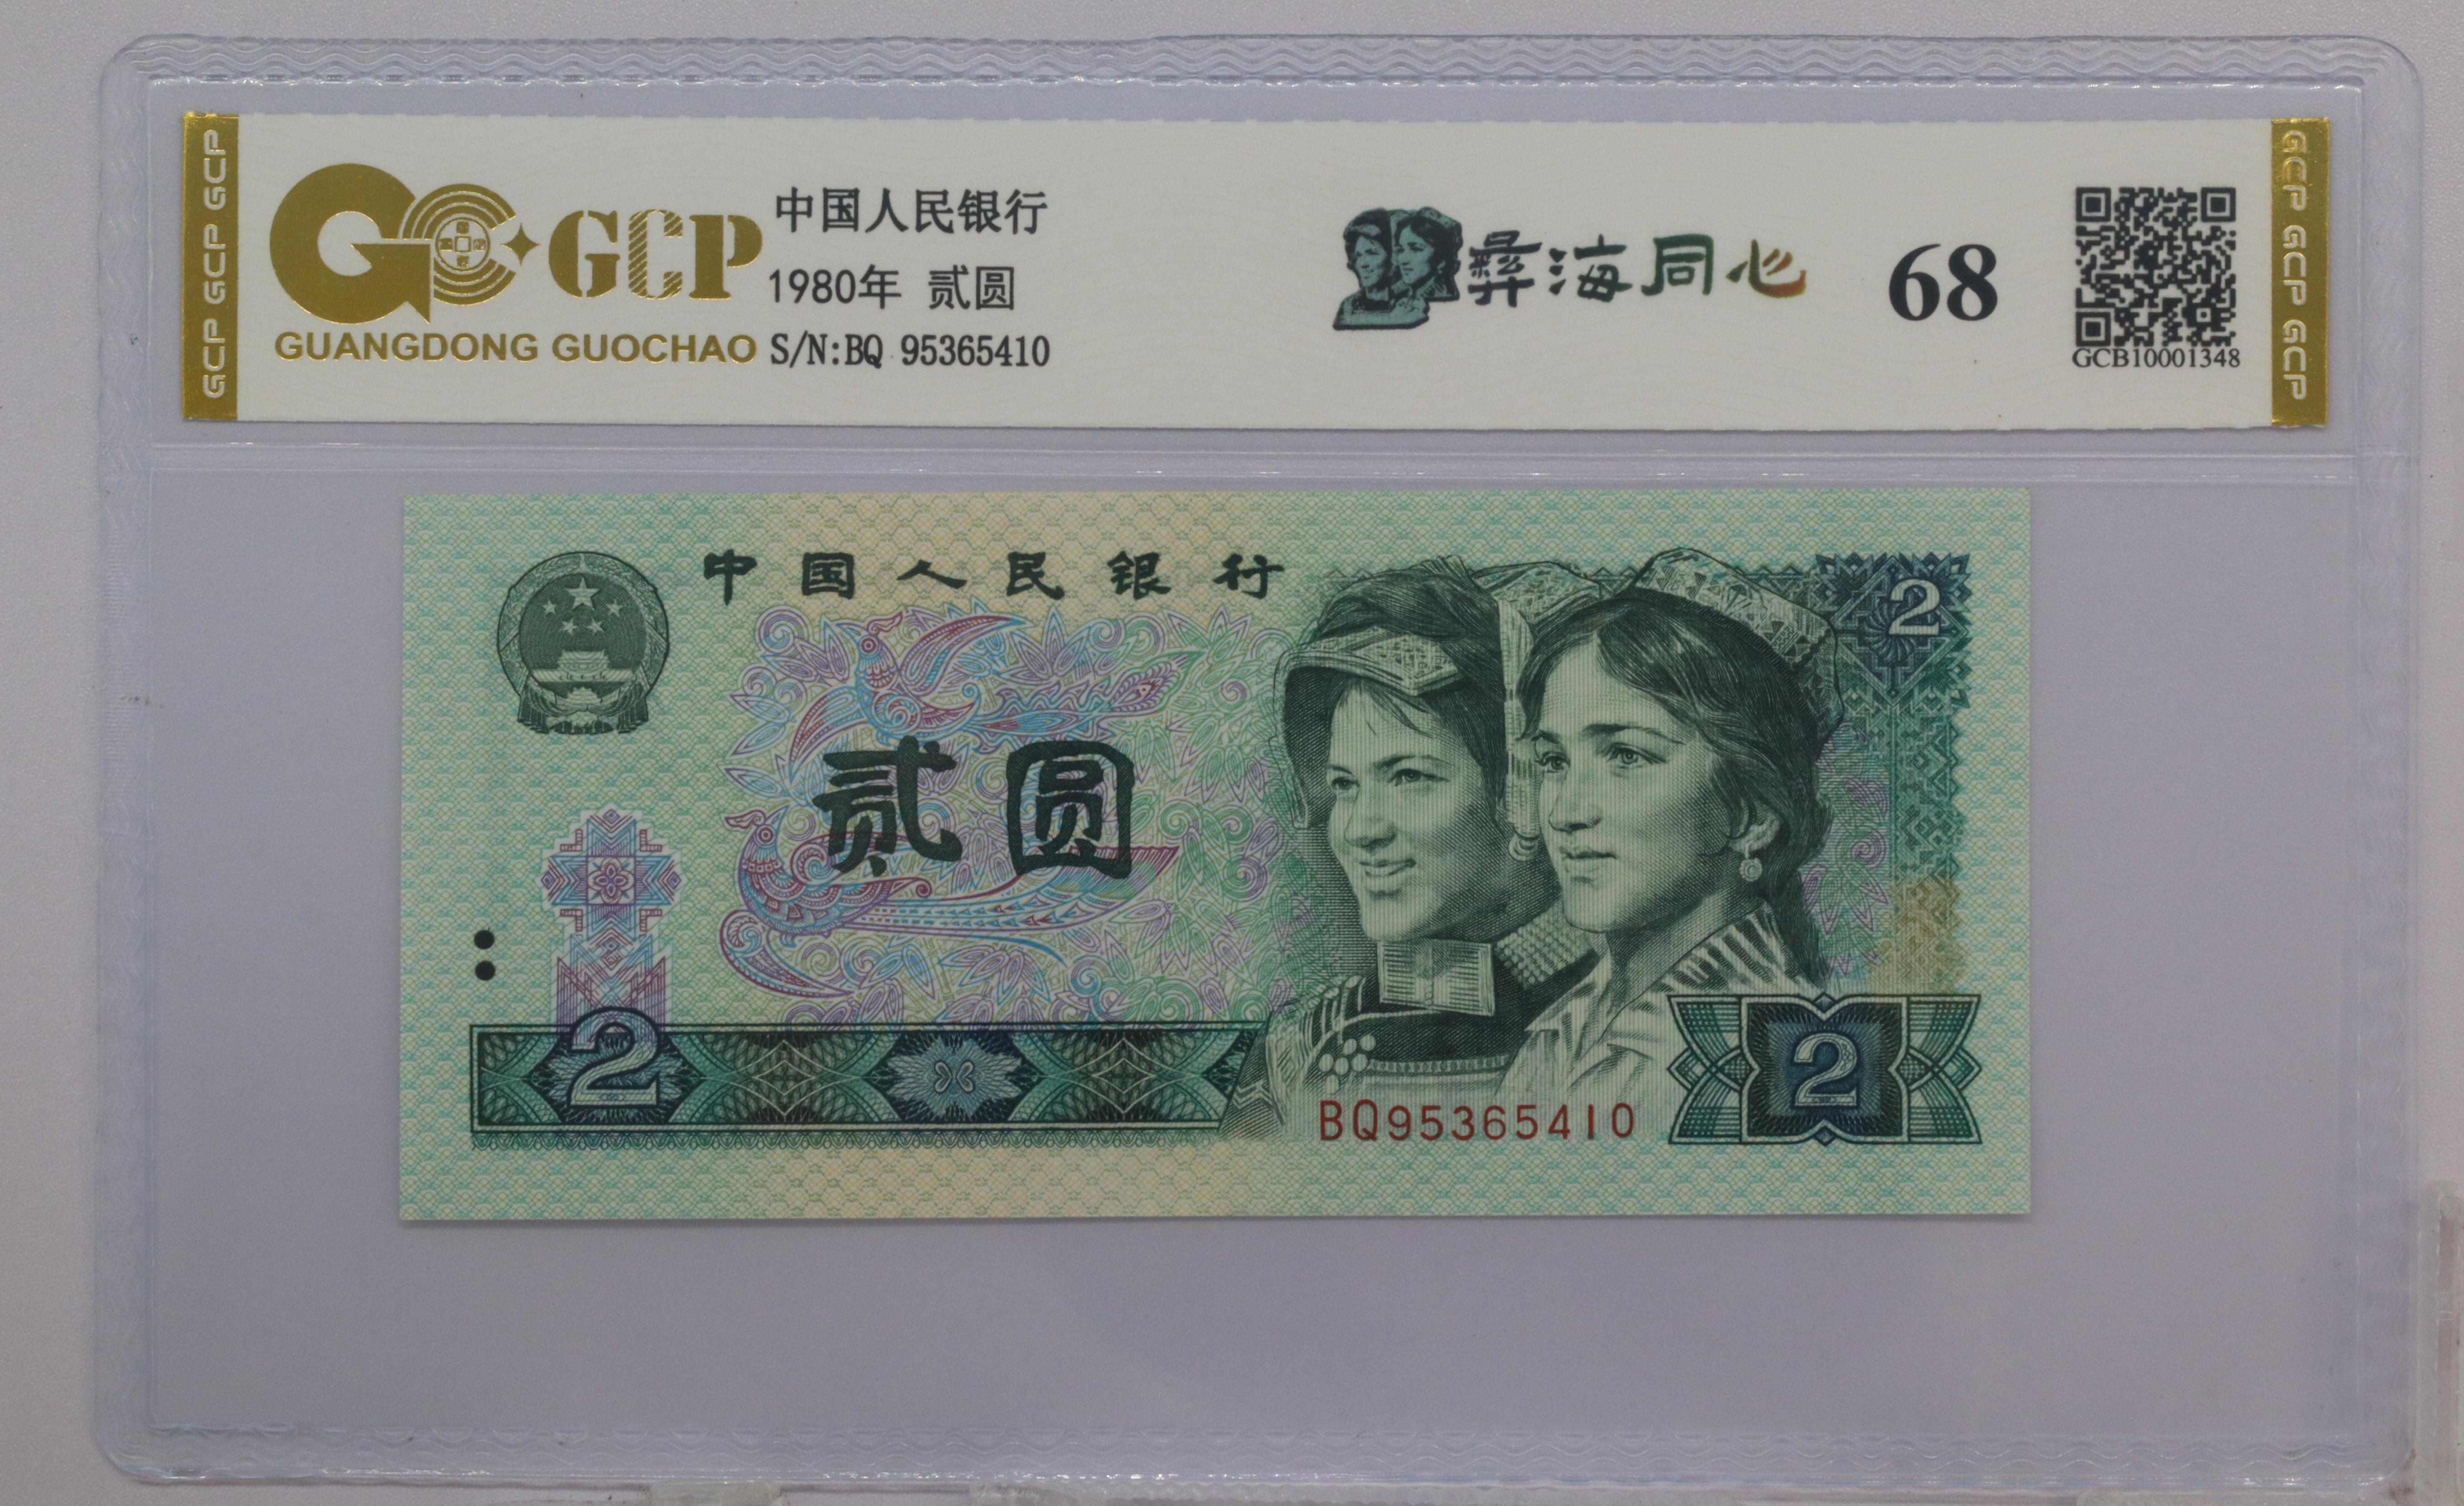 GCP GCP GCP
GCP
GUANGDONG GUOCHAO
中国人民银行
1980年 贰圆
S/N:BQ 95365410
彝海同心
68
GCB10001348
GCP GCP GCP
中国人民银行
2
贰圆
2
BQ95365410
2